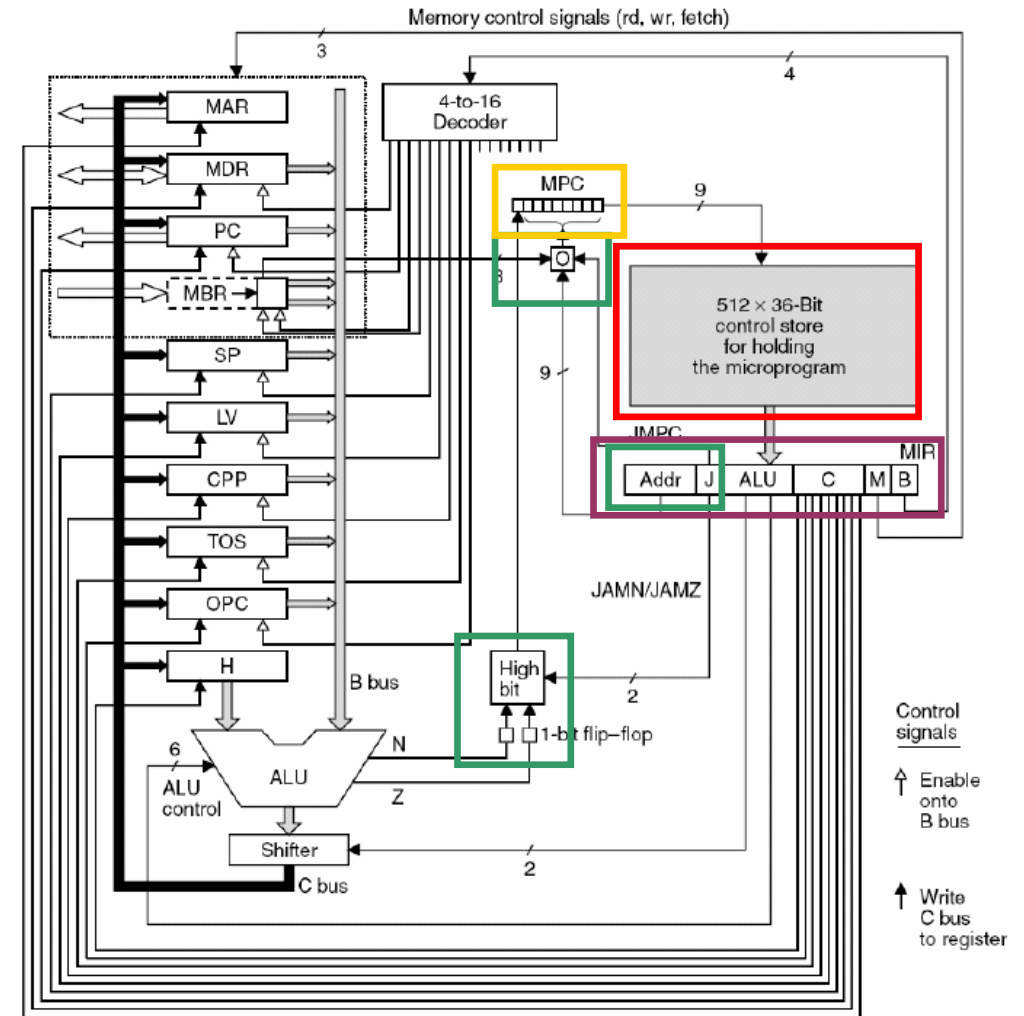 Memory control signals (rd, wr, fetch)
3
4
MAR
4-to-16
Decoder
MDR
MPC
9
PC
O
8
MBR
512 × 36-Bit
control store
for holding
the microprogram
SP
9
LV
JMPC
MIR
CPP
Addr
J
ALU
C
M
B
TOS
JAMN/JAMZ
OPC
H
High
bit
2
B bus
1-bit flip–flop
N
6
ALU
control
ALU
Z
Shifter
2
C bus
Control
signals
Enable
onto
B bus
Write
C bus
to register